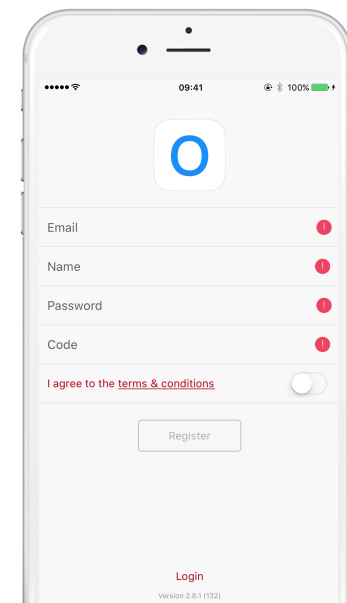 09:41
100%
O
Email
!
Name
!
Password
!
Code
!
I agree to the terms & conditions
Register
Login
Version 2.8.1 (132)